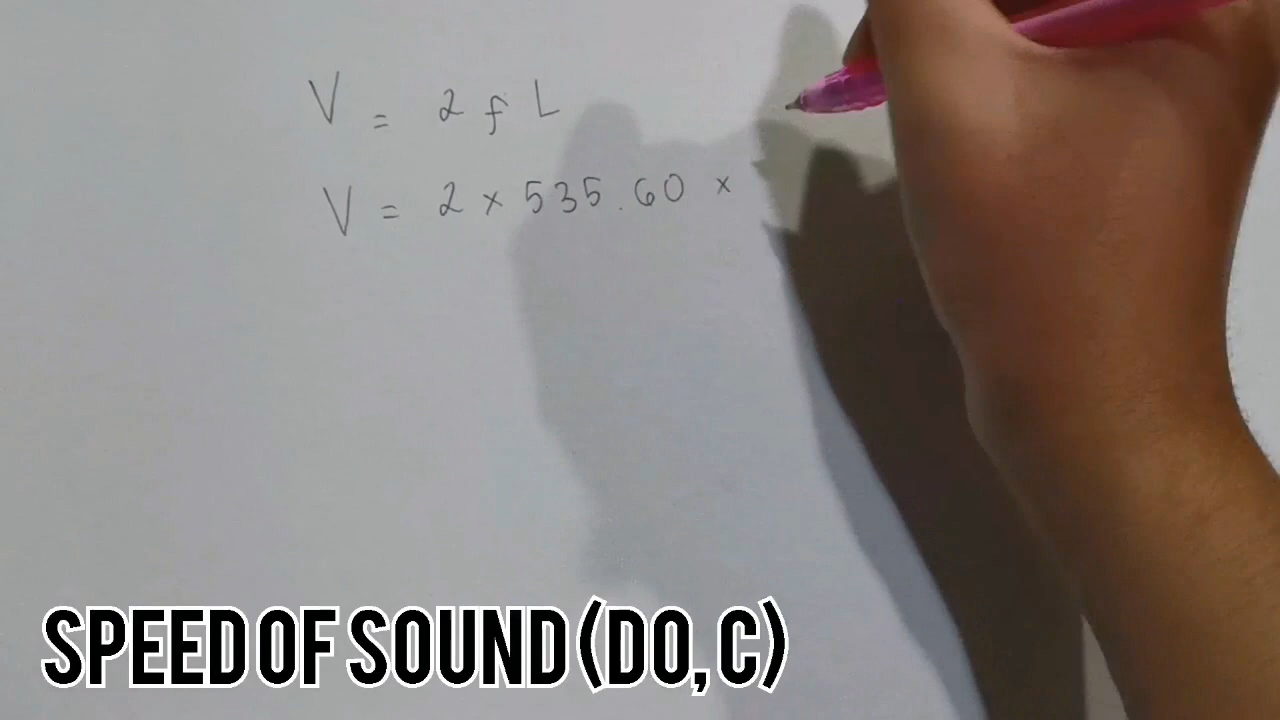 V = 2 f L
V = 2 × 535.60 ×
SPEED OF SOUND (DO, C)